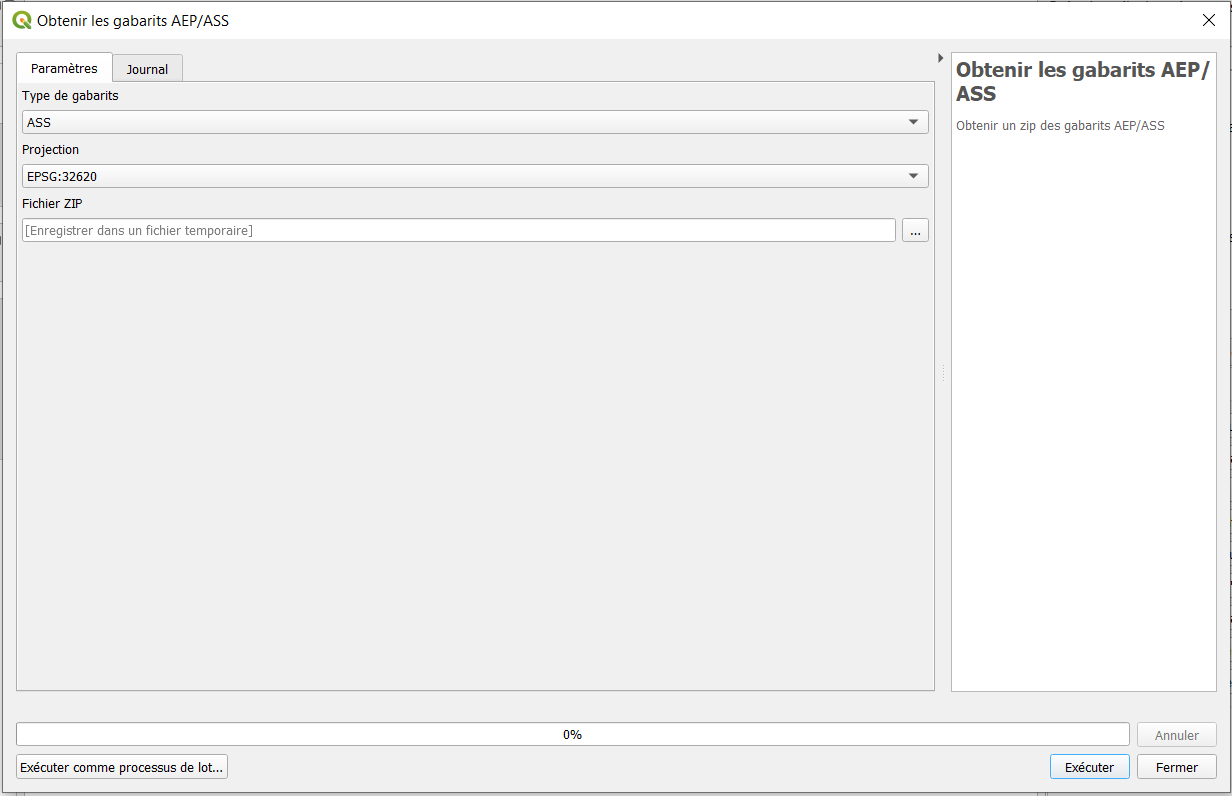 Obtenir les gabarits AEP/ASS
Paramètres
Journal
Type de gabarits
ASS
Projection
EPSG:32620
Fichier ZIP
[Enregistrer dans un fichier temporaire]
...
Obtenir les gabarits AEP/
ASS
Obtenir un zip des gabarits AEP/ASS
0%
Annuler
Exécuter comme processus de lot...
Exécuter
Fermer